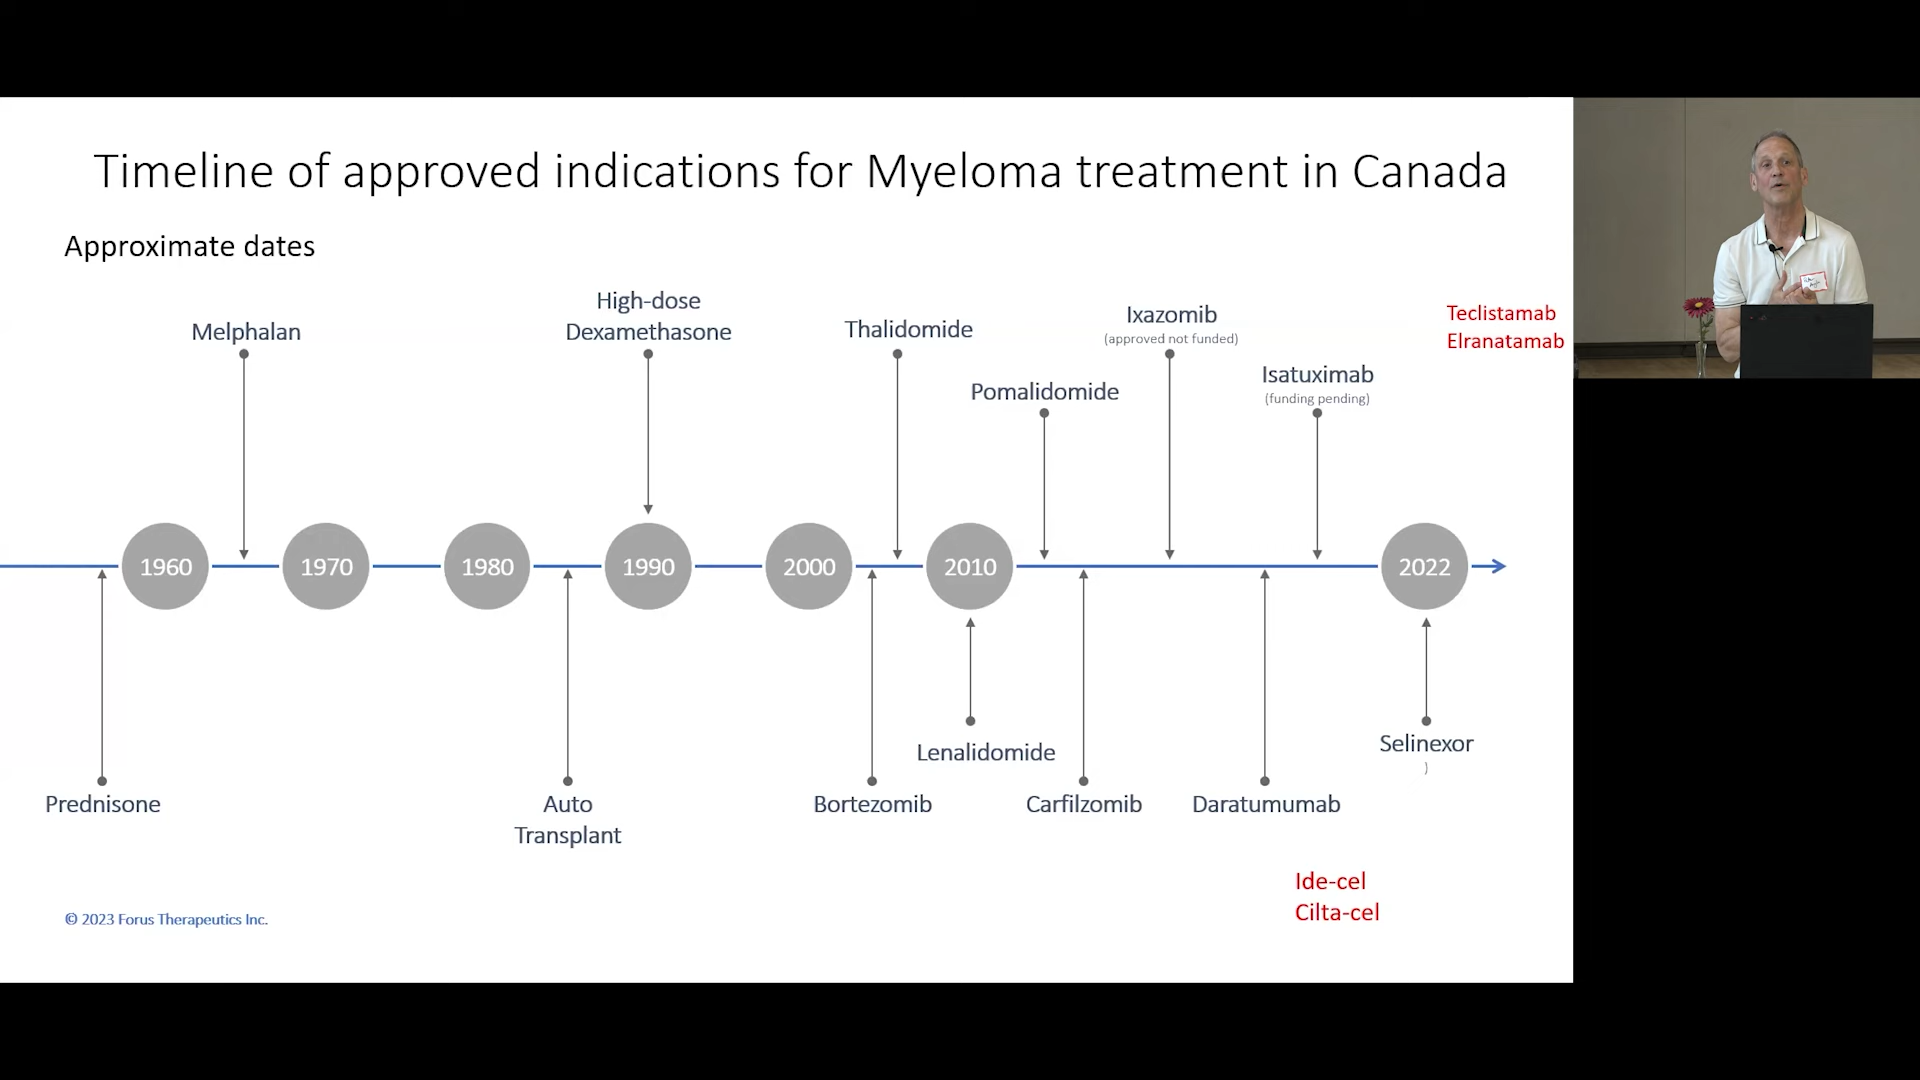 Timeline of approved indications for Myeloma treatment in Canada
Approximate dates
Melphalan
High-dose
Dexamethasone
Thalidomide
Pomalidomide
Ixazomib
(approved not funded)
Isatuximab
(funding pending)
Teclistamab
Elranatamab
1960
1970
1980
1990
2000
2010
2022
Prednisone
Auto
Transplant
Bortezomib
Lenalidomide
Carfilzomib
Daratumumab
Selinexor
)
Ide-cel
Cilta-cel
© 2023 Forus Therapeutics Inc.